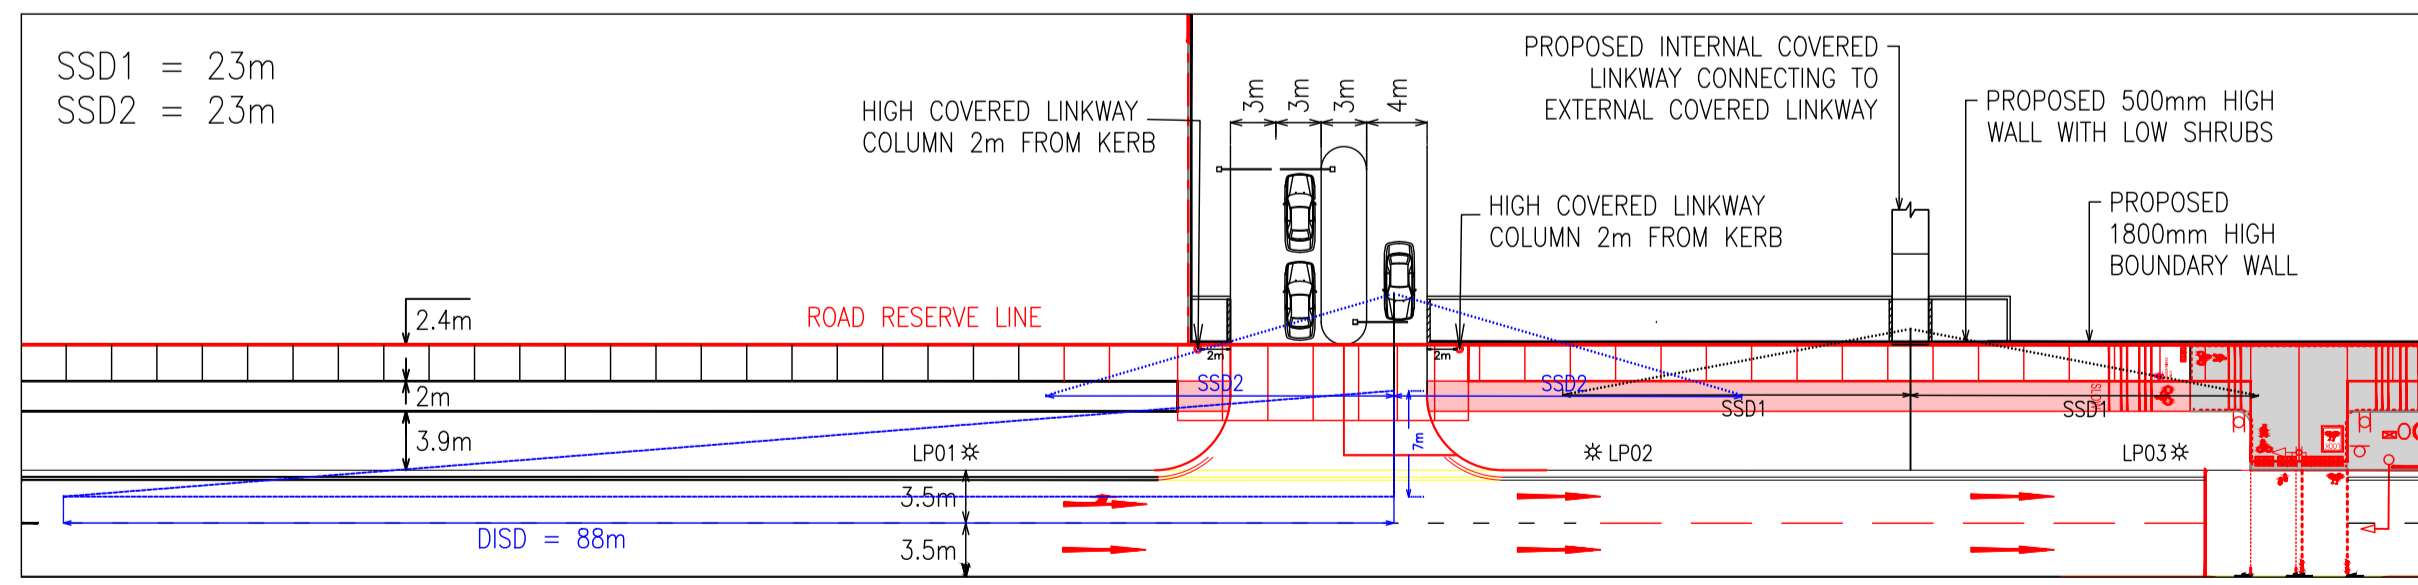 SSD1 = 23m
SSD2 = 23m
HIGH COVERED LINKWAY
COLUMN 2m FROM KERB
3m
3m
3m
4m
PROPOSED INTERNAL COVERED
LINKWAY CONNECTING TO
EXTERNAL COVERED LINKWAY
PROPOSED 500mm HIGH
WALL WITH LOW SHRUBS
HIGH COVERED LINKWAY
COLUMN 2m FROM KERB
PROPOSED
1800mm HIGH
BOUNDARY WALL
ROAD RESERVE LINE
2.4m
2m
2m
2m
SSD2
SSD2
SSD1
SSD1
3.9m
7m
LP01
LP02
LP03
3.5m
DISD = 88m
3.5m